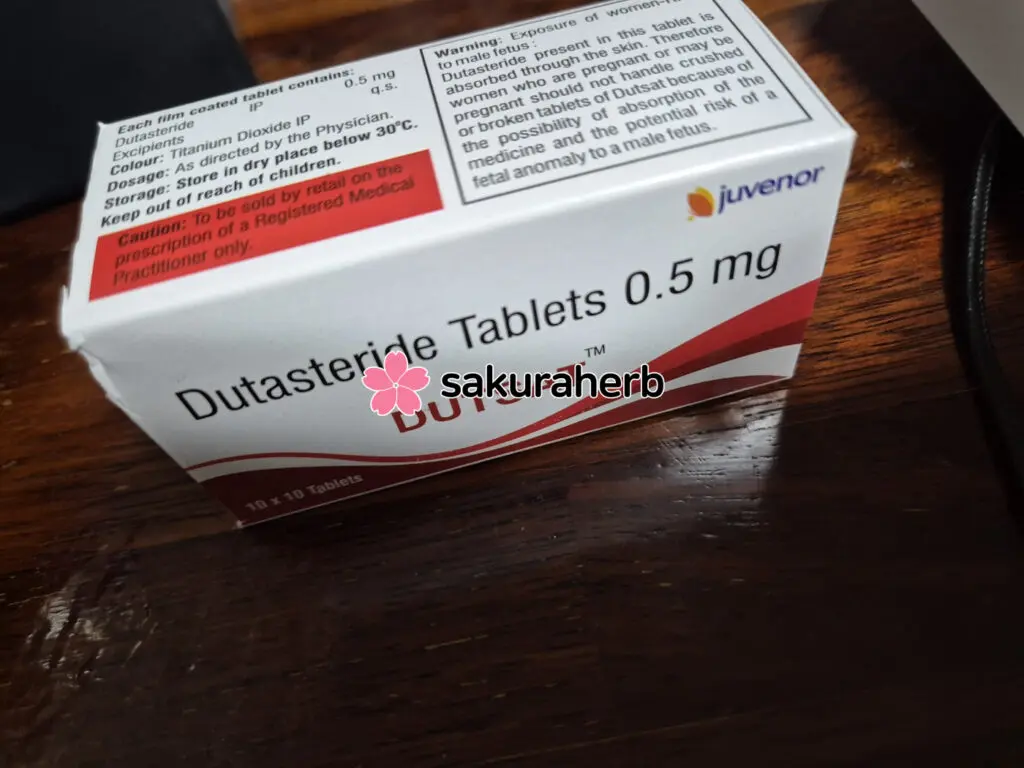 Each film coated tablet contains:
Dutasteride IP 0.5 mg
Excipients q.s.
Colour: Titanium Dioxide IP
Dosage: As directed by the Physician.
Storage: Store in dry place below 30°C.
Keep out of reach of children.
Caution: To be sold by retail on the
prescription of a Registered Medical
Practitioner only.
Warning: Exposure of women-
to male fetus :
Dutasteride present in this tablet is
absorbed through the skin. Therefore
women who are pregnant or may be
pregnant should not handle crushed
or broken tablets of Dutsat because of
the possibility of absorption of the
medicine and the potential risk of a
fetal anomaly to a male fetus.
juvenor
Dutasteride Tablets 0.5 mg
sakuraherb
10 x 10 Tablets